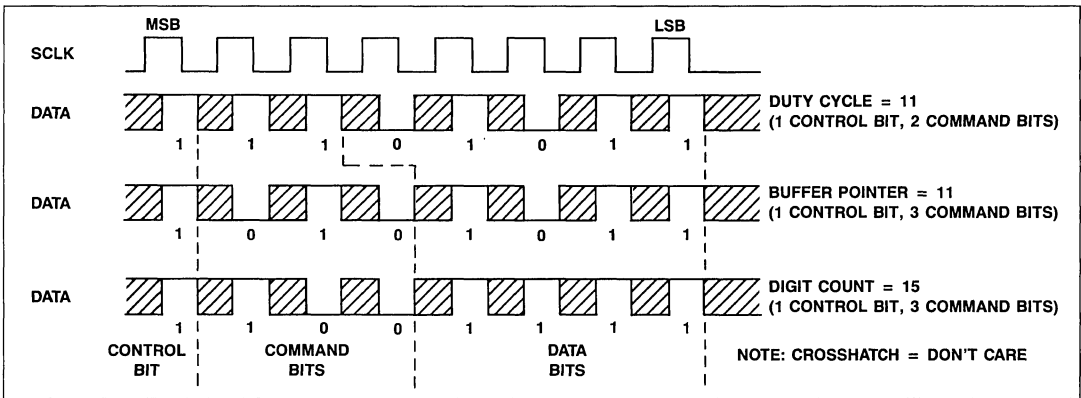 MSB LSB
SCLK
DATA
DUTY CYCLE = 11
(1 CONTROL BIT, 2 COMMAND BITS)
1 1 1 0 1 0 1 1
DATA
BUFFER POINTER = 11
(1 CONTROL BIT, 3 COMMAND BITS)
1 0 1 0 1 0 1 1
DATA
DIGIT COUNT = 15
(1 CONTROL BIT, 3 COMMAND BITS)
1 1 0 0 1 1 1 1
CONTROL BIT
COMMAND BITS
DATA BITS
NOTE: CROSSHATCH = DON'T CARE